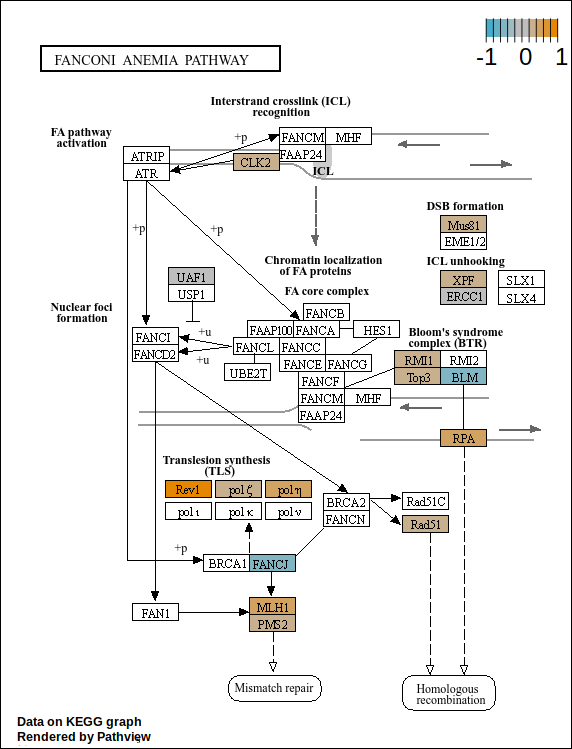 -1 0 1
FANCONI ANEMIA PATHWAY
Interstrand crosslink (ICL)
recognition
FA pathway
activation
+p
FANCM MHF
FAAP24
ICL
ATRIP
ATR
CLK2
DSB formation
Mus81
EME1/2
+p
+p
Chromatin localization
of FA proteins
ICL unhooking
XPF SLX1
ERCC1 SLX4
UAF1
USP1
FA core complex
Nuclear foci
formation
FANCB
FAAP100 FANCA HES1
+u
FANCI
FANCL FANCC
FANCD2
+u
UBE2T
FANCE FANCG
FANCF
FANCM MHF
FAAP24
Bloom's syndrome
complex (BTR)
RMI1 RMI2
Top3 BLM
RPA
Translesion synthesis
(TLS)
Rev1 pol ζ pol η
pol ι pol κ pol ν
BRCA2
FANCN
Rad51C
Rad51
+p
BRCA1 FANCJ
FAN1
MLH1
PMS2
Mismatch repair
Homologous
recombination
Data on KEGG graph
Rendered by Pathview